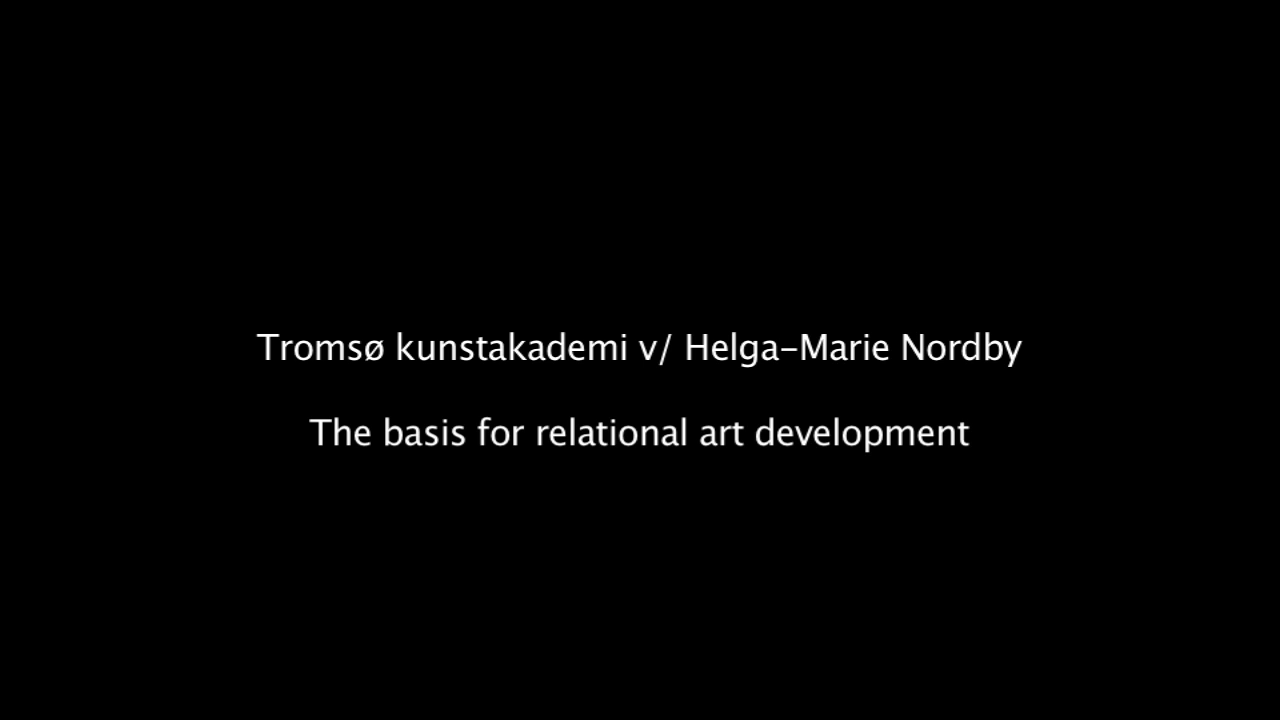 Tromsø kunstakademi v/ Helga-Marie Nordby
The basis for relational art development